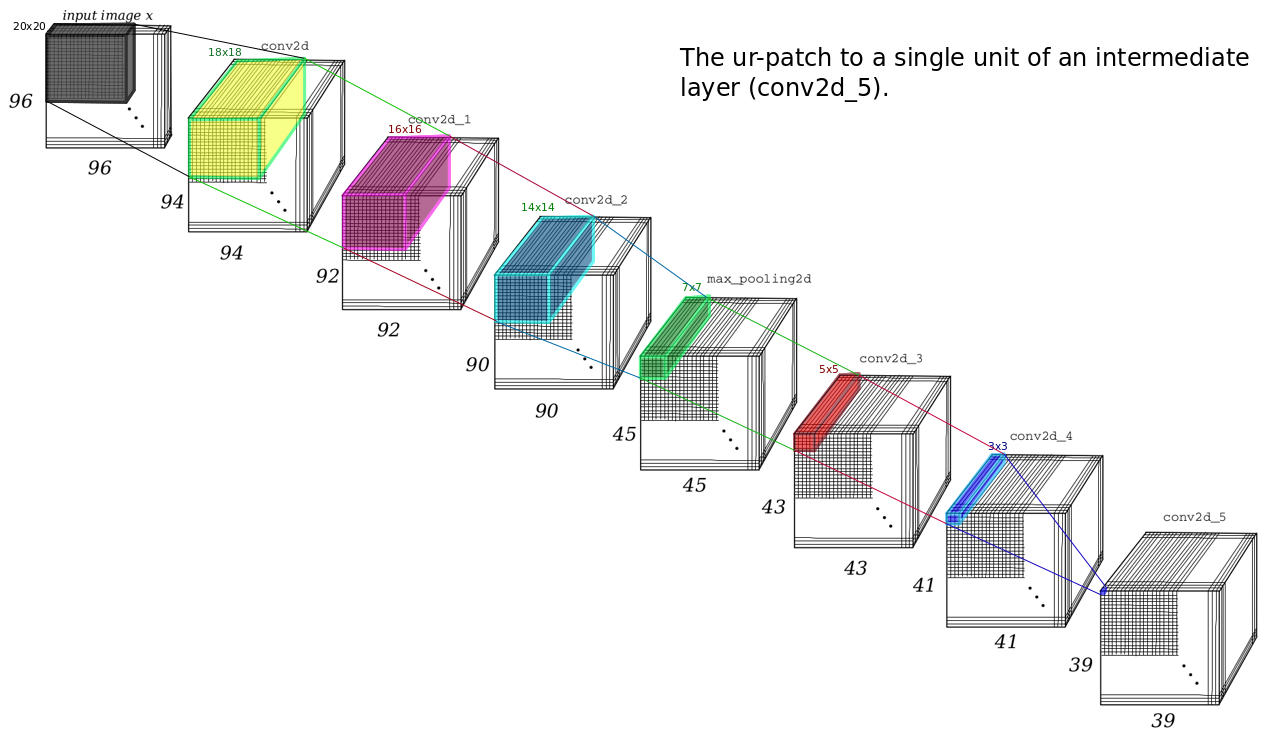 input image x
20x20
96
96
The ur-patch to a single unit of an intermediate
layer (conv2d_5).
18x18
conv2d
94
94
16x16
conv2d_1
92
92
14x14
conv2d_2
90
90
7x7
max_pooling2d
45
45
5x5
conv2d_3
43
43
3x3
conv2d_4
41
41
conv2d_5
39
39